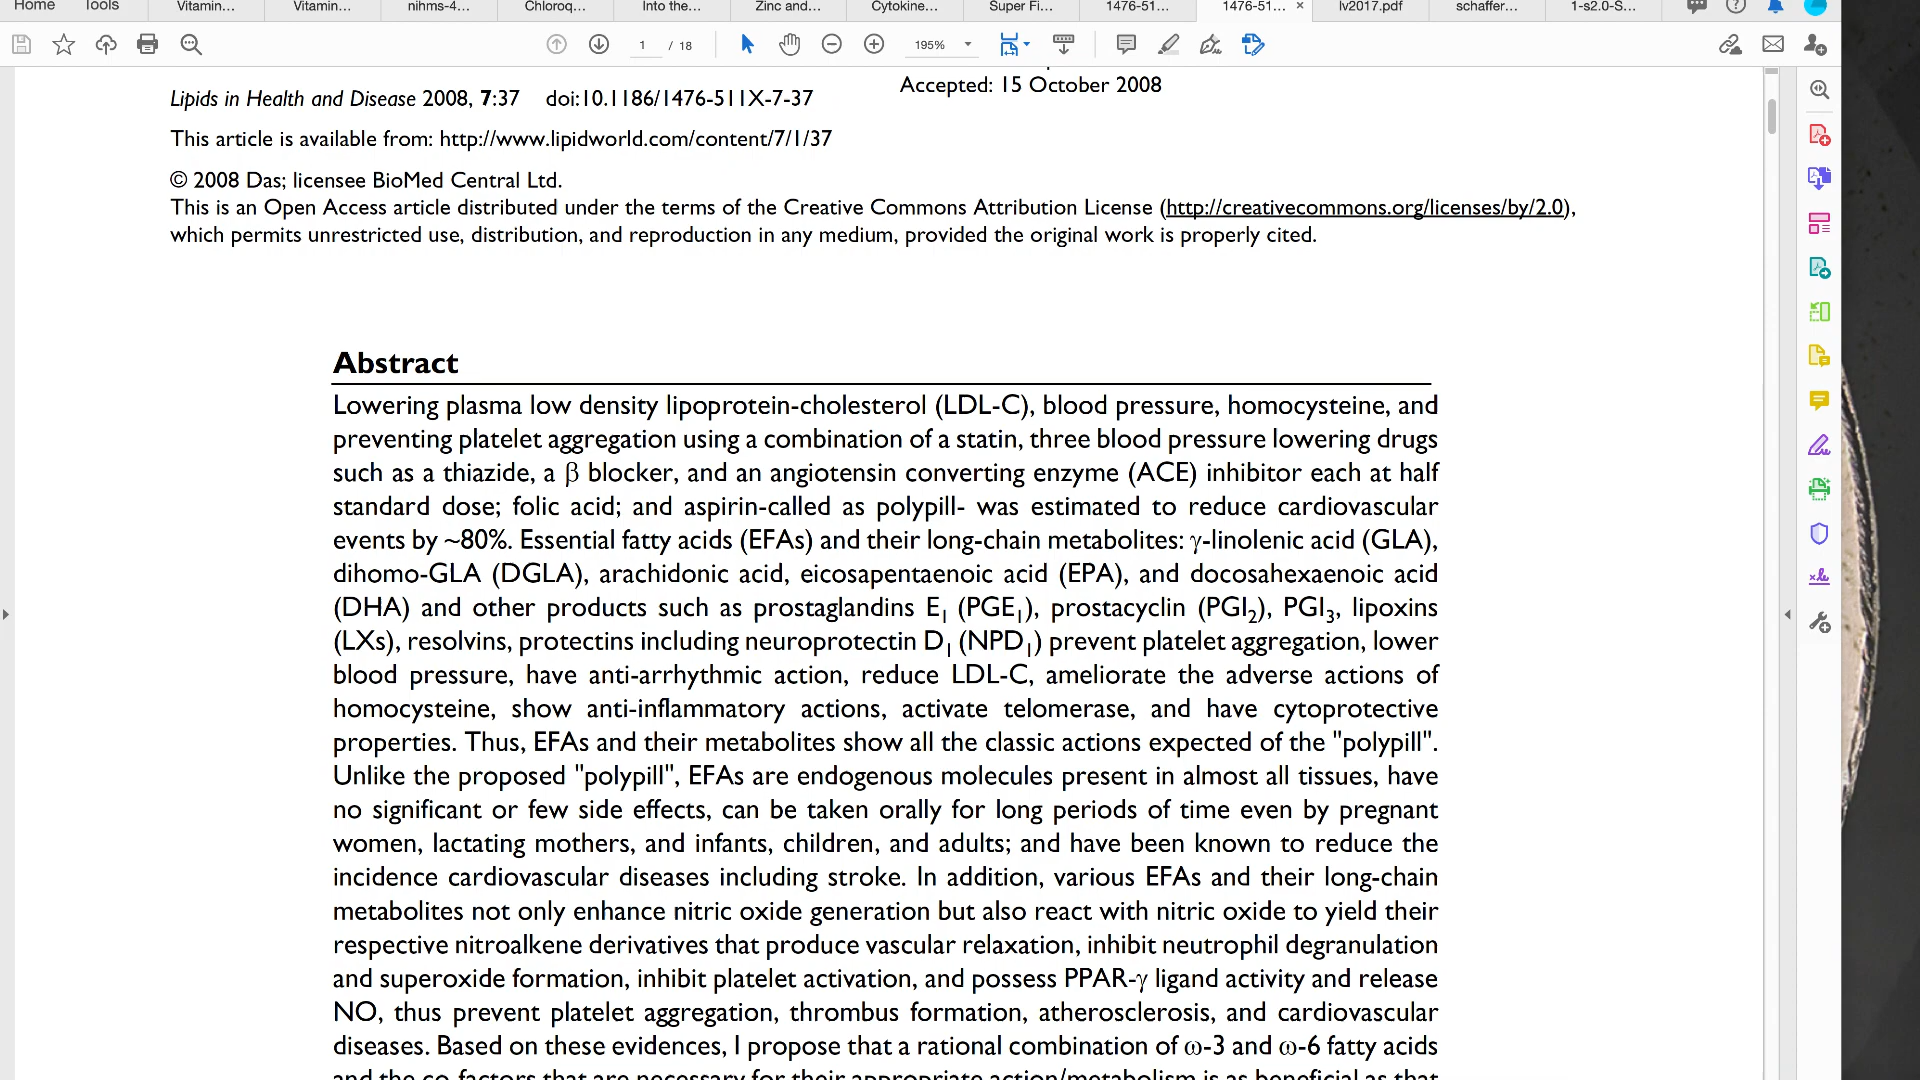 Home Tools Vitamin... Vitamin... nihms-4... Chloroq... Into the... Zinc and... Cytokine... Super Fi... 1476-51... 1476-51... × lv2017.pdf schaffer... 1-s2.0-S...
1 / 18 195%
Accepted: 15 October 2008
Lipids in Health and Disease 2008, 7:37 doi:10.1186/1476-511X-7-37
This article is available from: http://www.lipidworld.com/content/7/1/37
© 2008 Das; licensee BioMed Central Ltd.
This is an Open Access article distributed under the terms of the Creative Commons Attribution License (http://creativecommons.org/licenses/by/2.0),
which permits unrestricted use, distribution, and reproduction in any medium, provided the original work is properly cited.
Abstract
Lowering plasma low density lipoprotein-cholesterol (LDL-C), blood pressure, homocysteine, and
preventing platelet aggregation using a combination of a statin, three blood pressure lowering drugs
such as a thiazide, a β blocker, and an angiotensin converting enzyme (ACE) inhibitor each at half
standard dose; folic acid; and aspirin-called as polypill- was estimated to reduce cardiovascular
events by ~80%. Essential fatty acids (EFAs) and their long-chain metabolites: γ-linolenic acid (GLA),
dihomo-GLA (DGLA), arachidonic acid, eicosapentaenoic acid (EPA), and docosahexaenoic acid
(DHA) and other products such as prostaglandins E₁ (PGE₁), prostacyclin (PGI₂), PGI₃, lipoxins
(LXs), resolvins, protectins including neuroprotectin D₁ (NPD₁) prevent platelet aggregation, lower
blood pressure, have anti-arrhythmic action, reduce LDL-C, ameliorate the adverse actions of
homocysteine, show anti-inflammatory actions, activate telomerase, and have cytoprotective
properties. Thus, EFAs and their metabolites show all the classic actions expected of the "polypill".
Unlike the proposed "polypill", EFAs are endogenous molecules present in almost all tissues, have
no significant or few side effects, can be taken orally for long periods of time even by pregnant
women, lactating mothers, and infants, children, and adults; and have been known to reduce the
incidence cardiovascular diseases including stroke. In addition, various EFAs and their long-chain
metabolites not only enhance nitric oxide generation but also react with nitric oxide to yield their
respective nitroalkene derivatives that produce vascular relaxation, inhibit neutrophil degranulation
and superoxide formation, inhibit platelet activation, and possess PPAR-γ ligand activity and release
NO, thus prevent platelet aggregation, thrombus formation, atherosclerosis, and cardiovascular
diseases. Based on these evidences, I propose that a rational combination of ω-3 and ω-6 fatty acids
and the co-factors that are necessary for their appropriate action/metabolism is as beneficial as that